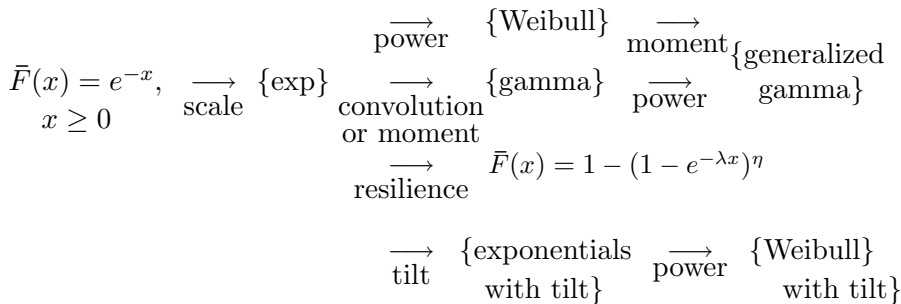 ⟶ {Weibull} ⟶ {generalized
power moment gamma}
F̄(x) = e^{−x}, ⟶ {exp} ⟶ {gamma} ⟶
x ≥ 0 scale convolution power
or moment
⟶ F̄(x) = 1 − (1 − e^{−λx})^η
resilience
⟶ {exponentials ⟶ {Weibull}
tilt with tilt} power with tilt}